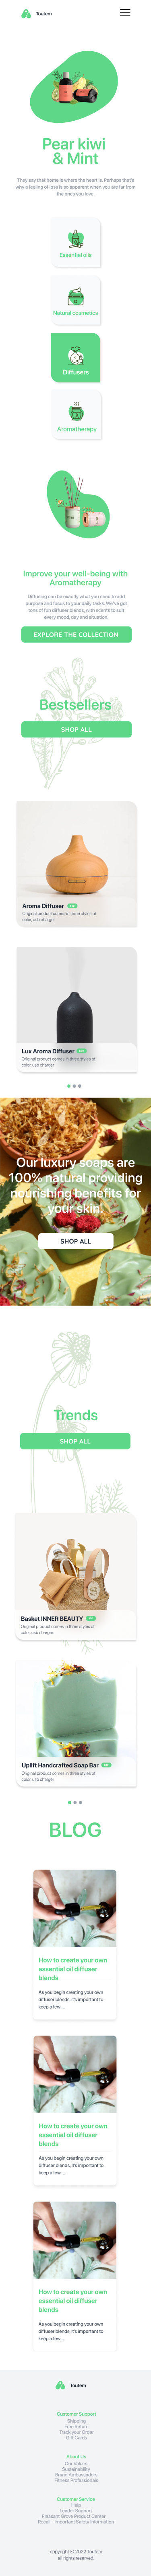 Toutem
Pear kiwi
& Mint
They say that home is where the heart is. Perhaps that's
why a feeling of loss is so apparent when you are far from
the ones you love.
Essential oils
Natural cosmetics
Diffusers
Aromatherapy
Improve your well-being with
Aromatherapy
Diffusing can be exactly what you need to add
purpose and focus to your daily tasks. We've got
tons of fun diffuser blends, with scents to suit
every need, mood, day and situation.
EXPLORE THE COLLECTION
Bestsellers
SHOP ALL
Aroma Diffuser
Original product comes in three styles of
color, usb charger
Lux Aroma Diffuser
Original product comes in three styles of
color, usb charger
Our luxury soaps are
100% natural providing
nourishing benefits for
your skin.
SHOP ALL
Trends
SHOP ALL
Basket INNER BEAUTY
Original product comes in three styles of
color, usb charger
Uplift Handcrafted Soap Bar
Original product comes in three styles of
color, usb charger
BLOG
How to create your own
essential oil diffuser
blends
As you begin creating your own
diffuser blends, it's important to
keep a few ...
How to create your own
essential oil diffuser
blends
As you begin creating your own
diffuser blends, it's important to
keep a few ...
How to create your own
essential oil diffuser
blends
As you begin creating your own
diffuser blends, it's important to
keep a few ...
Toutem
Customer Support
Shipping
Free Return
Track your Order
Gift Cards
About Us
Our Values
Sustainability
Brand Ambassadors
Fitness Professionals
Customer Service
Help
Leader Support
Pleasant Grove Product Center
Recall—Important Safety Information
copyright © 2022 Toutem
all rights reserved.